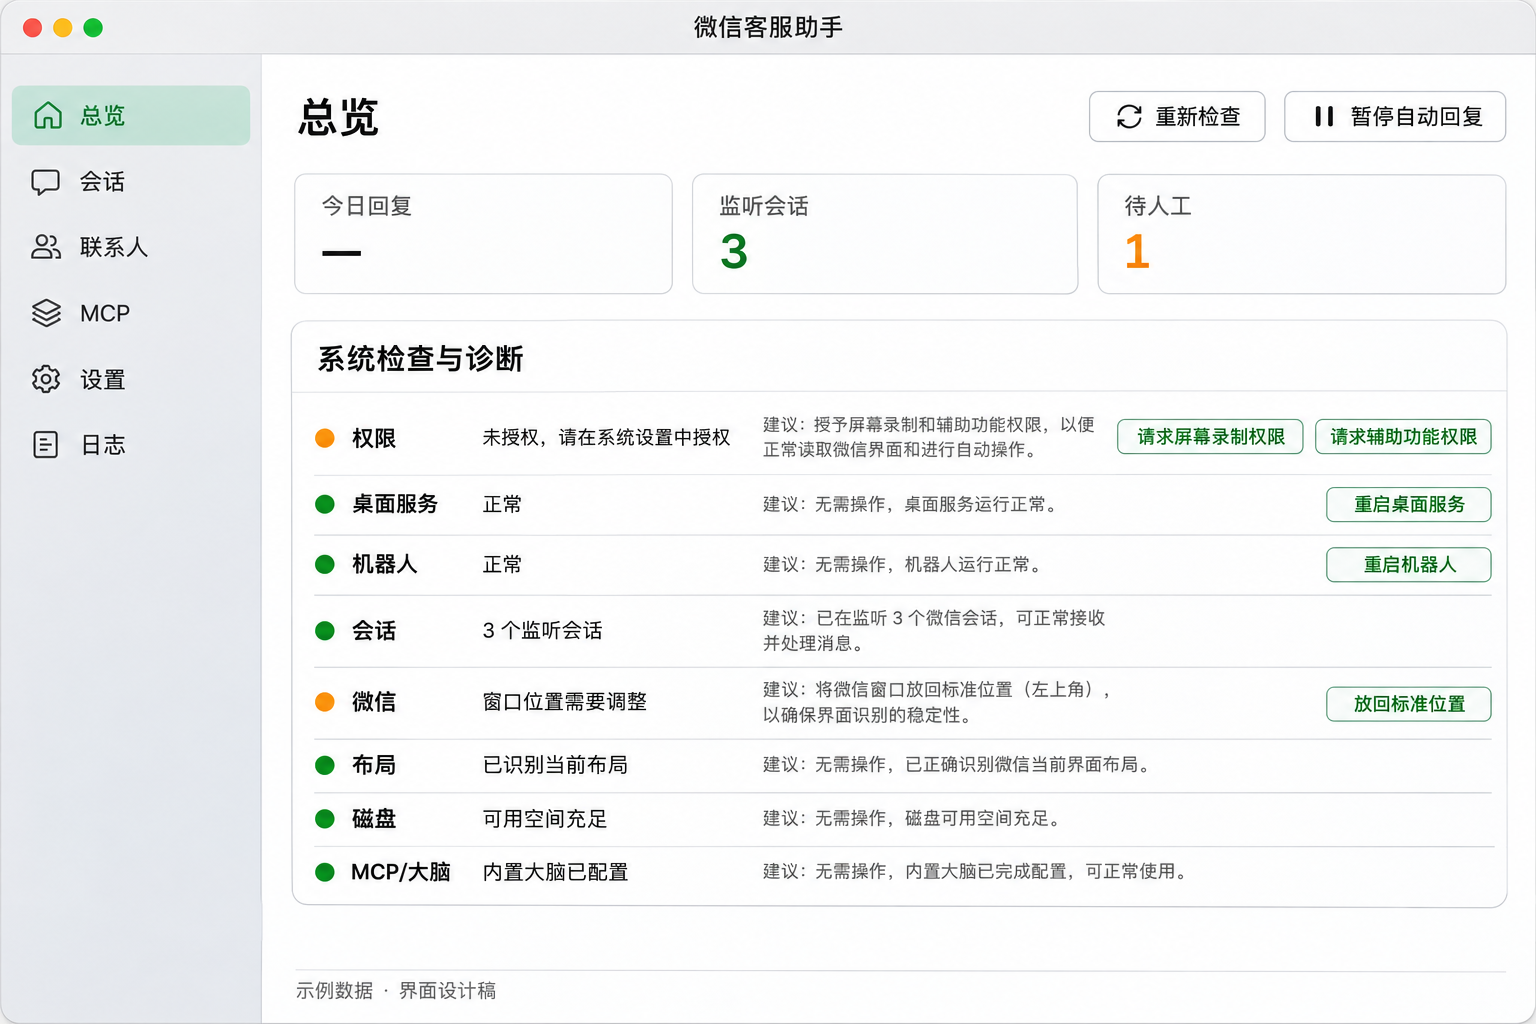 微信客服助手
总览
会话
联系人
MCP
设置
日志
总览
重新检查
暂停自动回复
今日回复
—
监听会话
3
待人工
1
系统检查与诊断
权限
未授权，请在系统设置中授权
建议：授予屏幕录制和辅助功能权限，以便
正常读取微信界面和进行自动操作。
请求屏幕录制权限
请求辅助功能权限
桌面服务
正常
建议：无需操作，桌面服务运行正常。
重启桌面服务
机器人
正常
建议：无需操作，机器人运行正常。
重启机器人
会话
3 个监听会话
建议：已在监听 3 个微信会话，可正常接收
并处理消息。
微信
窗口位置需要调整
建议：将微信窗口放回标准位置（左上角），
以确保界面识别的稳定性。
放回标准位置
布局
已识别当前布局
建议：无需操作，已正确识别微信当前界面布局。
磁盘
可用空间充足
建议：无需操作，磁盘可用空间充足。
MCP/大脑
内置大脑已配置
建议：无需操作，内置大脑已完成配置，可正常使用。
示例数据 · 界面设计稿